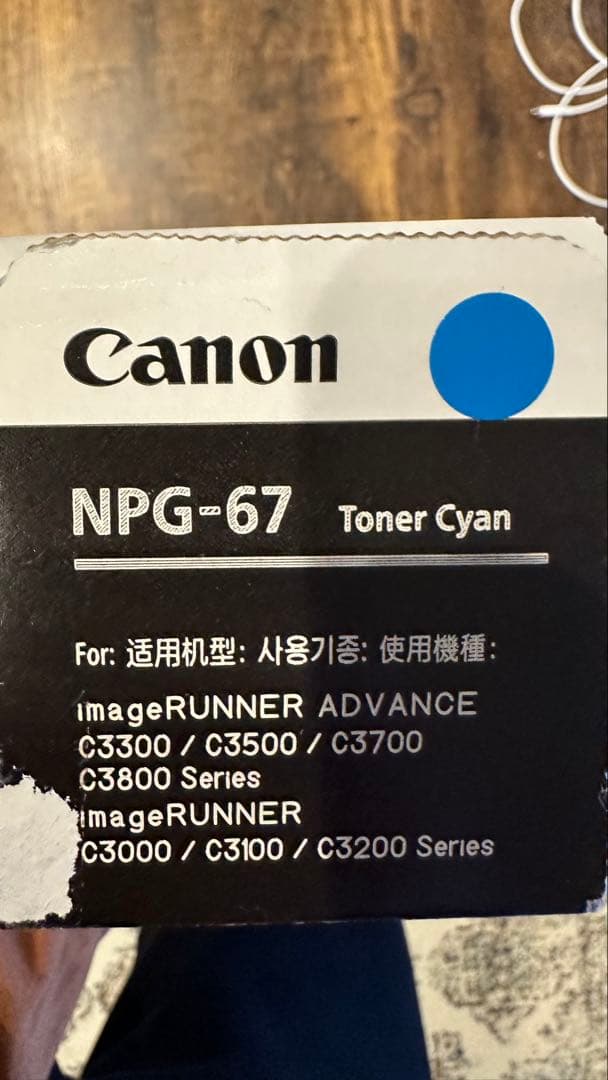 Canon
NPG-67 Toner Cyan
For: 适用机型: 사용기종: 使用機種:
imageRUNNER ADVANCE
C3300 / C3500 / C3700
C3800 Series
imageRUNNER
C3000 / C3100 / C3200 Series